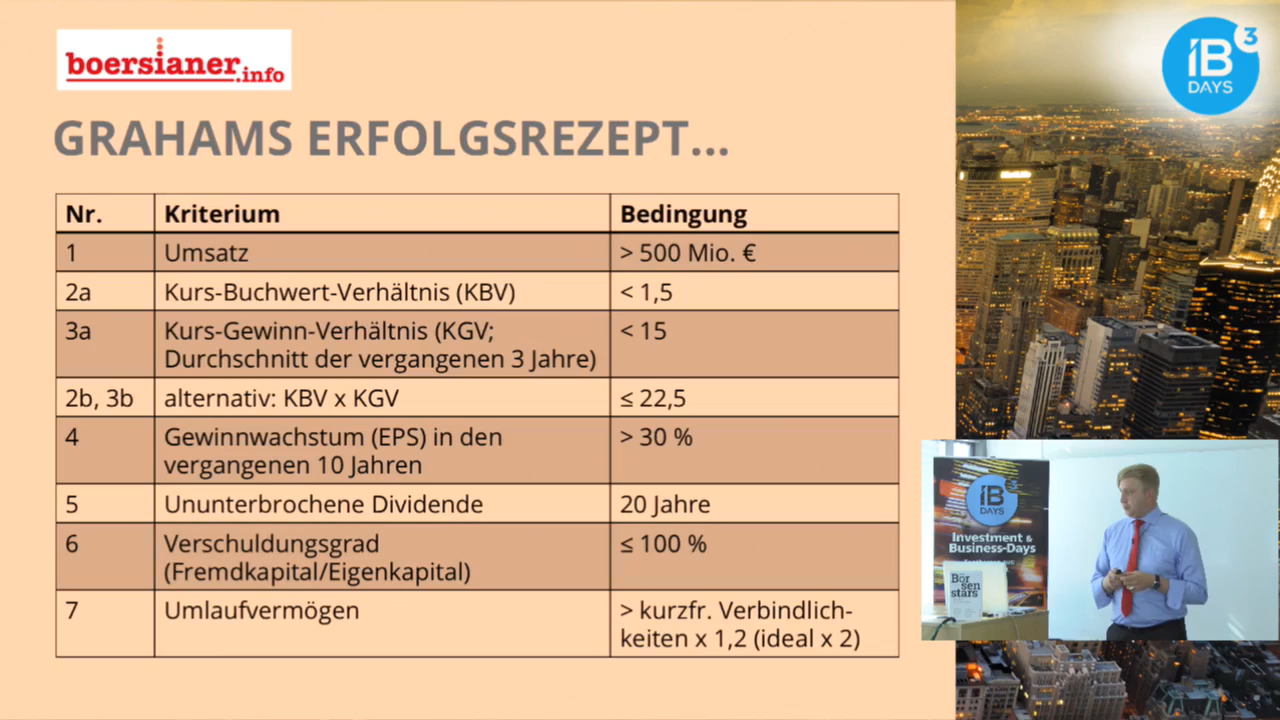 boersianer.info
iB3
DAYS
GRAHAMS ERFOLGSREZEPT...
Nr. Kriterium Bedingung
1 Umsatz > 500 Mio. €
2a Kurs-Buchwert-Verhältnis (KBV) < 1,5
3a Kurs-Gewinn-Verhältnis (KGV; < 15
Durchschnitt der vergangenen 3 Jahre)
2b, 3b alternativ: KBV x KGV ≤ 22,5
4 Gewinnwachstum (EPS) in den > 30 %
vergangenen 10 Jahren
5 Ununterbrochene Dividende 20 Jahre
6 Verschuldungsgrad ≤ 100 %
(Fremdkapital/Eigenkapital)
7 Umlaufvermögen > kurzfr. Verbindlich-
keiten x 1,2 (ideal x 2)
iB3
DAYS
Investment &
Business-Days
Bör
sen
stars